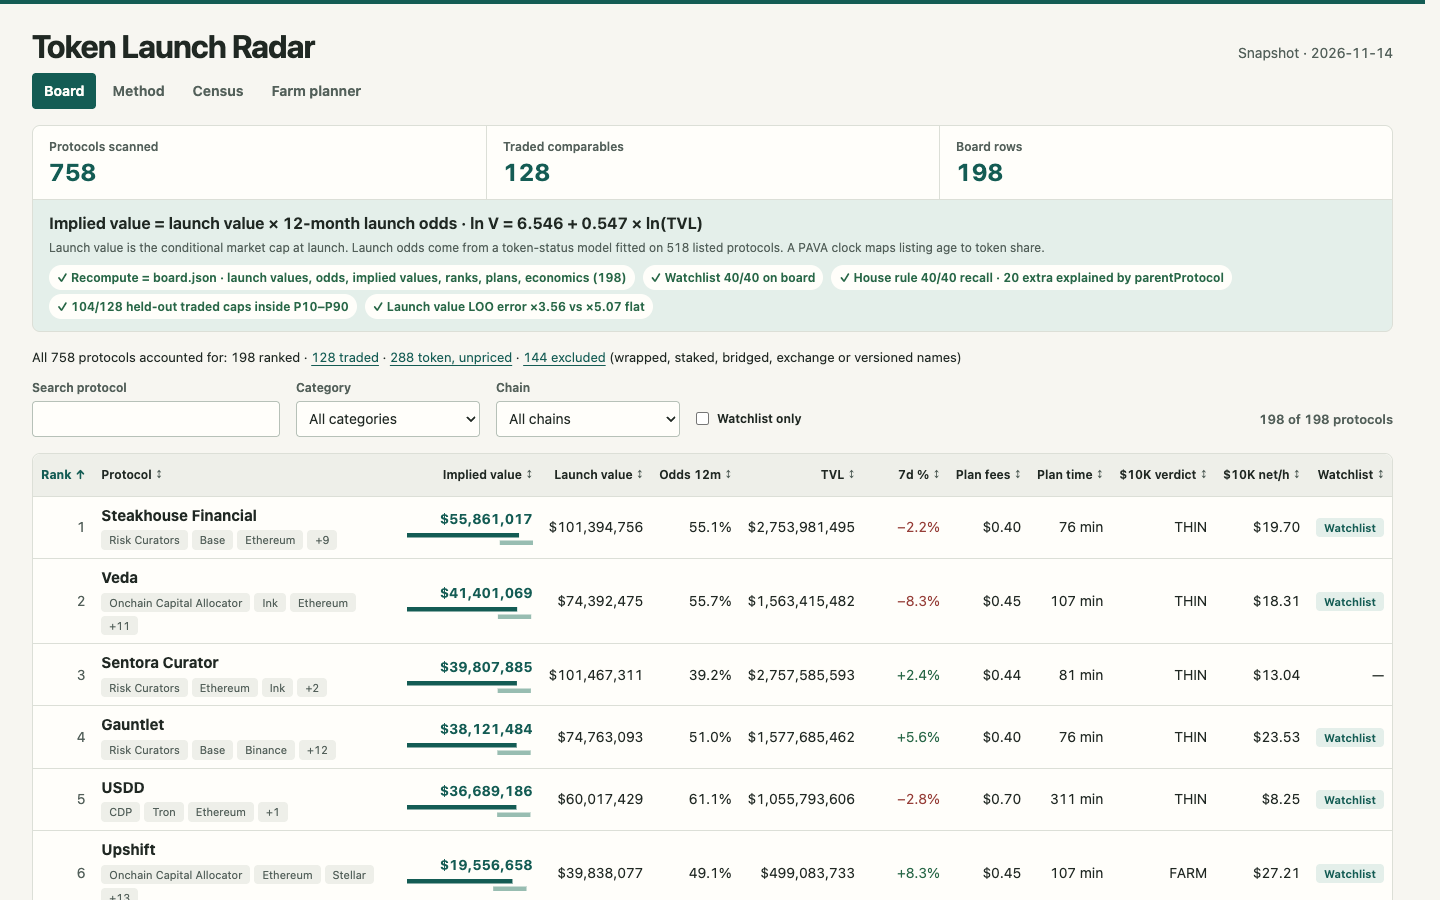 Token Launch Radar
Snapshot · 2026-11-14
Board Method Census Farm planner
Protocols scanned Traded comparables Board rows
758 128 198
Implied value = launch value × 12-month launch odds · ln V = 6.546 + 0.547 × ln(TVL)
Launch value is the conditional market cap at launch. Launch odds come from a token-status model fitted on 518 listed protocols. A PAVA clock maps listing age to token share.
✓ Recompute = board.json · launch values, odds, implied values, ranks, plans, economics (198) ✓ Watchlist 40/40 on board ✓ House rule 40/40 recall · 20 extra explained by parentProtocol
✓ 104/128 held-out traded caps inside P10–P90 ✓ Launch value LOO error ×3.56 vs ×5.07 flat
All 758 protocols accounted for: 198 ranked · 128 traded · 288 token, unpriced · 144 excluded (wrapped, staked, bridged, exchange or versioned names)
Search protocol Category Chain
All categories All chains Watchlist only 198 of 198 protocols
Rank ↑ Protocol ↕ Implied value ↕ Launch value ↕ Odds 12m ↕ TVL ↕ 7d % ↕ Plan fees ↕ Plan time ↕ $10K verdict ↕ $10K net/h ↕ Watchlist ↕
Steakhouse Financial
1 $55,861,017 $101,394,756 55.1% $2,753,981,495 −2.2% $0.40 76 min THIN $19.70 Watchlist
Risk Curators Base Ethereum +9
Veda
2 $41,401,069 $74,392,475 55.7% $1,563,415,482 −8.3% $0.45 107 min THIN $18.31 Watchlist
Onchain Capital Allocator Ink Ethereum
+11
Sentora Curator
3 $39,807,885 $101,467,311 39.2% $2,757,585,593 +2.4% $0.44 81 min THIN $13.04 —
Risk Curators Ethereum Ink +2
Gauntlet
4 $38,121,484 $74,763,093 51.0% $1,577,685,462 +5.6% $0.40 76 min THIN $23.53 Watchlist
Risk Curators Base Binance +12
USDD
5 $36,689,186 $60,017,429 61.1% $1,055,793,606 −2.8% $0.70 311 min THIN $8.25 Watchlist
CDP Tron Ethereum +1
Upshift
6 $19,556,658 $39,838,077 49.1% $499,083,733 +8.3% $0.45 107 min FARM $27.21 Watchlist
Onchain Capital Allocator Ethereum Stellar
+13